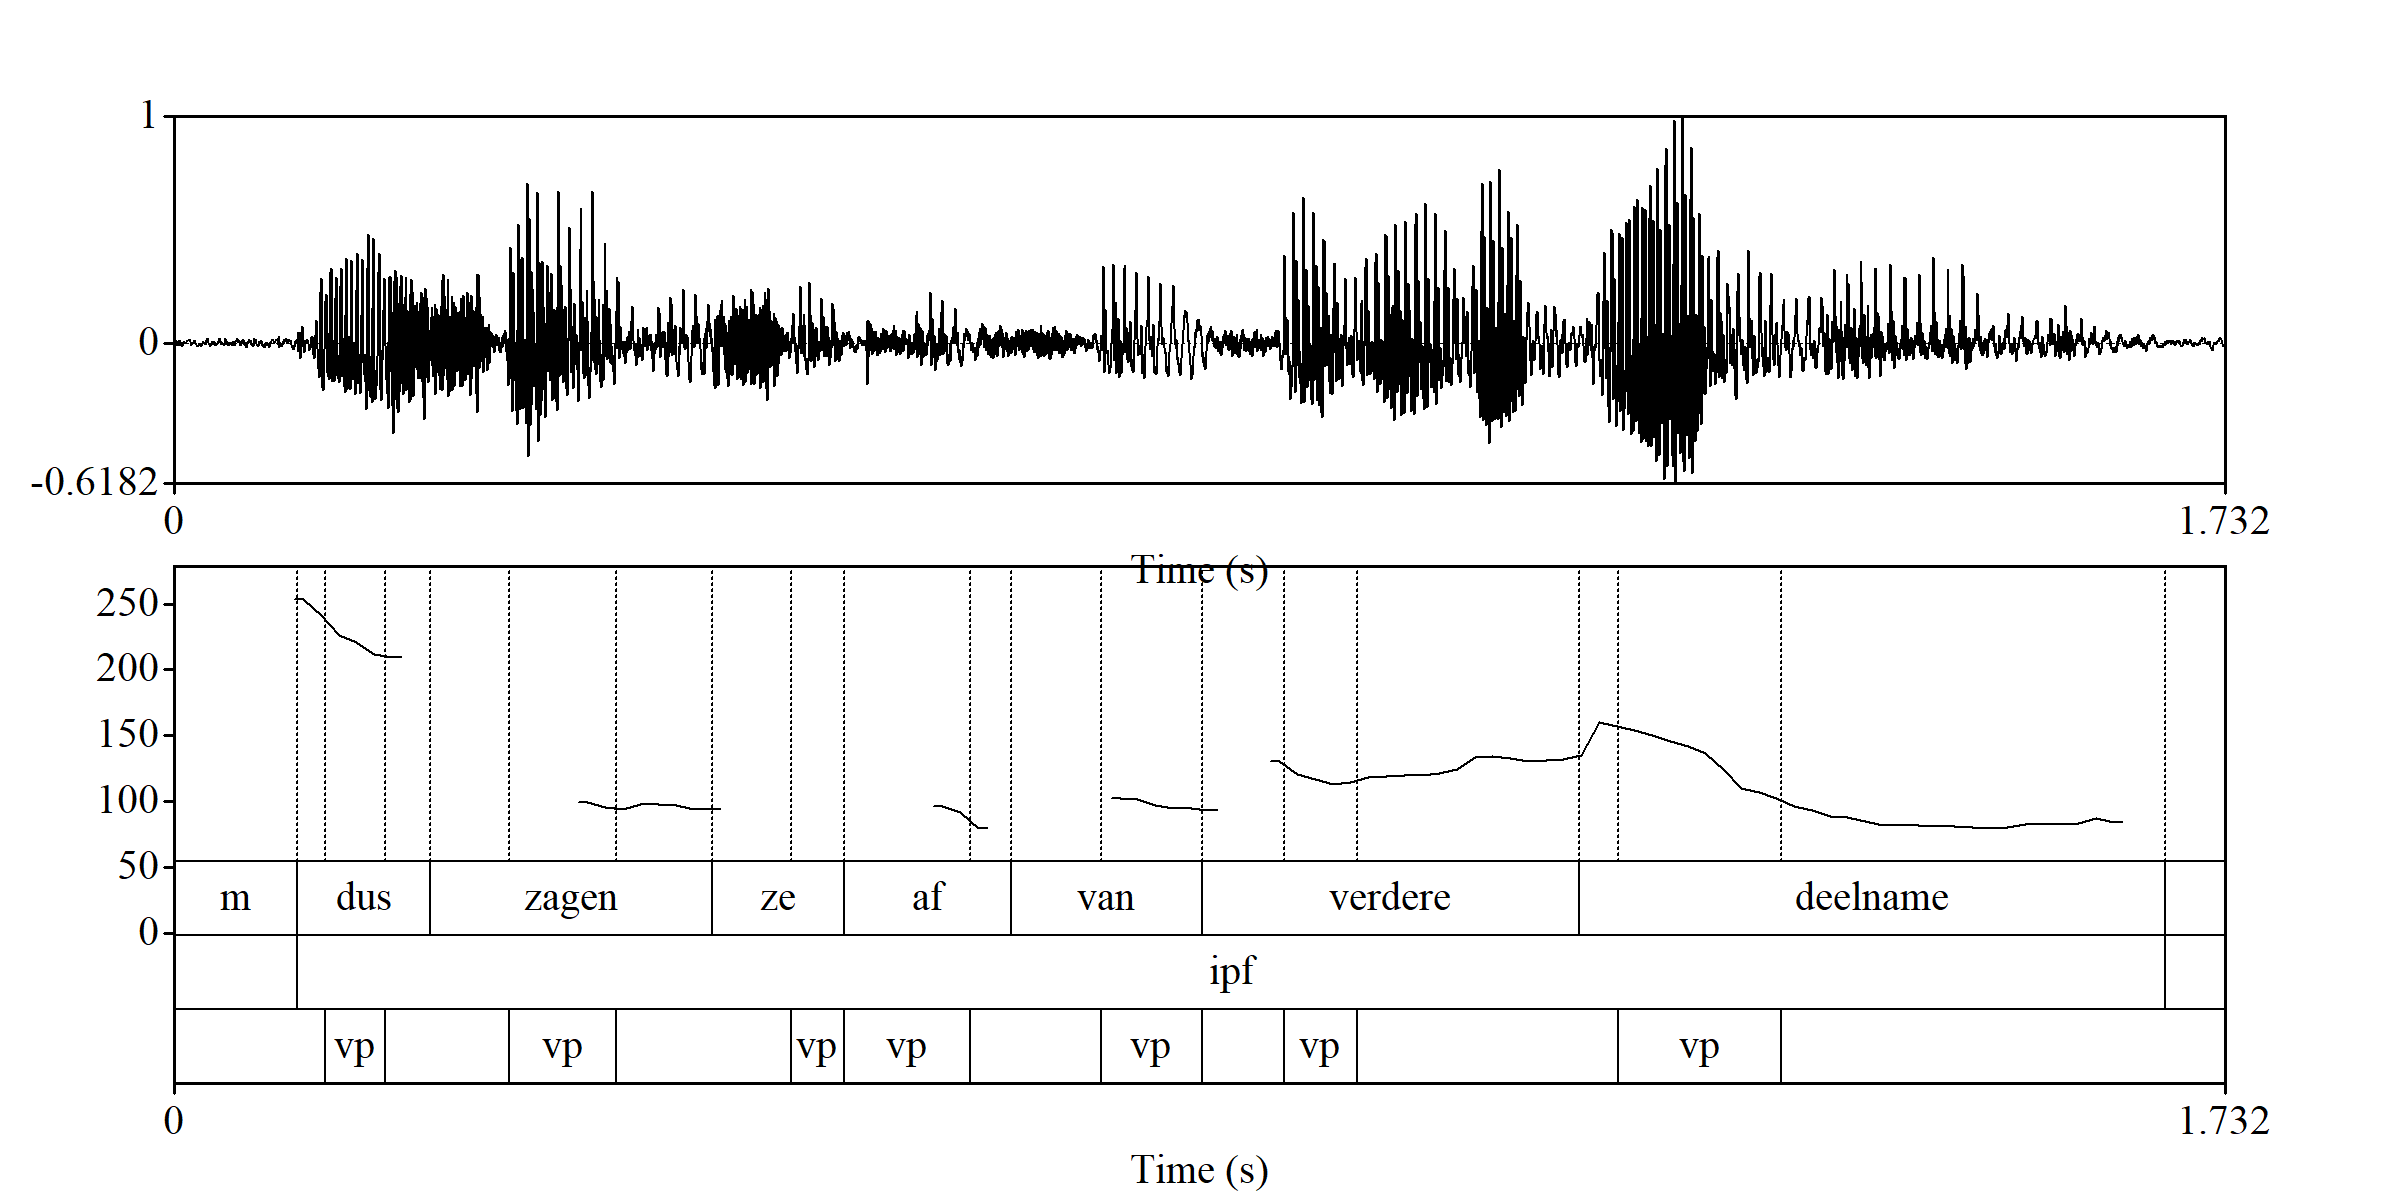 1
0
-0.6182
0 1.732
Time (s)
250
200
150
100
50
0
m dus zagen ze af van verdere deelname
ipf
vp vp vp vp vp vp vp
0 1.732
Time (s)